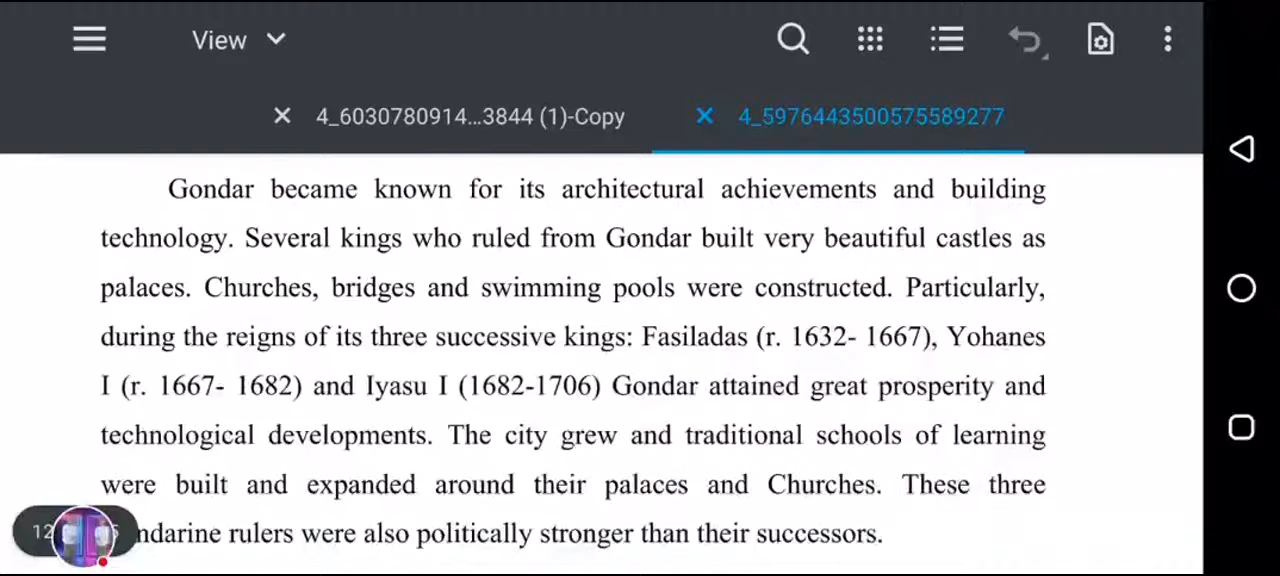 View
4_6030780914...3844 (1)-Copy
4_5976443500575589277
Gondar became known for its architectural achievements and building
technology. Several kings who ruled from Gondar built very beautiful castles as
palaces. Churches, bridges and swimming pools were constructed. Particularly,
during the reigns of its three successive kings: Fasiladas (r. 1632- 1667), Yohanes
I (r. 1667- 1682) and Iyasu I (1682-1706) Gondar attained great prosperity and
technological developments. The city grew and traditional schools of learning
were built and expanded around their palaces and Churches. These three
ndarine rulers were also politically stronger than their successors.